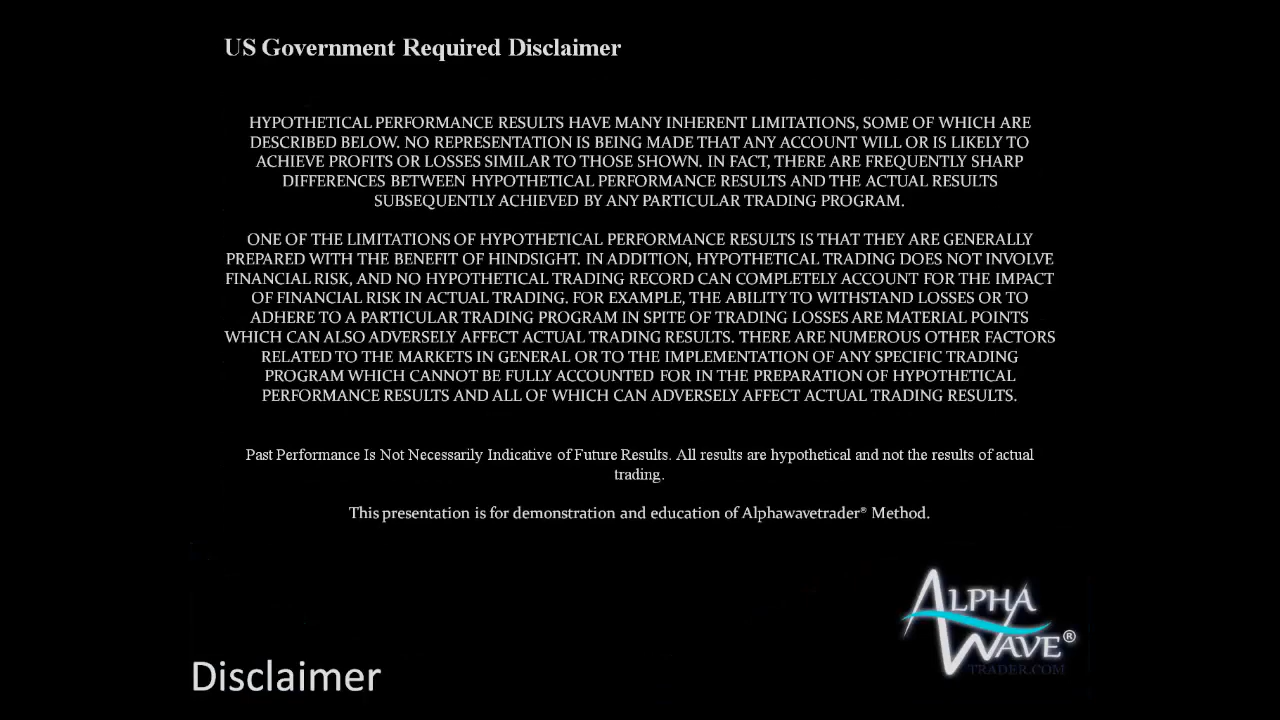 US Government Required Disclaimer
HYPOTHETICAL PERFORMANCE RESULTS HAVE MANY INHERENT LIMITATIONS, SOME OF WHICH ARE
DESCRIBED BELOW. NO REPRESENTATION IS BEING MADE THAT ANY ACCOUNT WILL OR IS LIKELY TO
ACHIEVE PROFITS OR LOSSES SIMILAR TO THOSE SHOWN. IN FACT, THERE ARE FREQUENTLY SHARP
DIFFERENCES BETWEEN HYPOTHETICAL PERFORMANCE RESULTS AND THE ACTUAL RESULTS
SUBSEQUENTLY ACHIEVED BY ANY PARTICULAR TRADING PROGRAM.
ONE OF THE LIMITATIONS OF HYPOTHETICAL PERFORMANCE RESULTS IS THAT THEY ARE GENERALLY
PREPARED WITH THE BENEFIT OF HINDSIGHT. IN ADDITION, HYPOTHETICAL TRADING DOES NOT INVOLVE
FINANCIAL RISK, AND NO HYPOTHETICAL TRADING RECORD CAN COMPLETELY ACCOUNT FOR THE IMPACT
OF FINANCIAL RISK IN ACTUAL TRADING. FOR EXAMPLE, THE ABILITY TO WITHSTAND LOSSES OR TO
ADHERE TO A PARTICULAR TRADING PROGRAM IN SPITE OF TRADING LOSSES ARE MATERIAL POINTS
WHICH CAN ALSO ADVERSELY AFFECT ACTUAL TRADING RESULTS. THERE ARE NUMEROUS OTHER FACTORS
RELATED TO THE MARKETS IN GENERAL OR TO THE IMPLEMENTATION OF ANY SPECIFIC TRADING
PROGRAM WHICH CANNOT BE FULLY ACCOUNTED FOR IN THE PREPARATION OF HYPOTHETICAL
PERFORMANCE RESULTS AND ALL OF WHICH CAN ADVERSELY AFFECT ACTUAL TRADING RESULTS.
Past Performance Is Not Necessarily Indicative of Future Results. All results are hypothetical and not the results of actual
trading.
This presentation is for demonstration and education of Alphawavetrader® Method.
ALPHA
WAVE®
TRADER.COM
Disclaimer